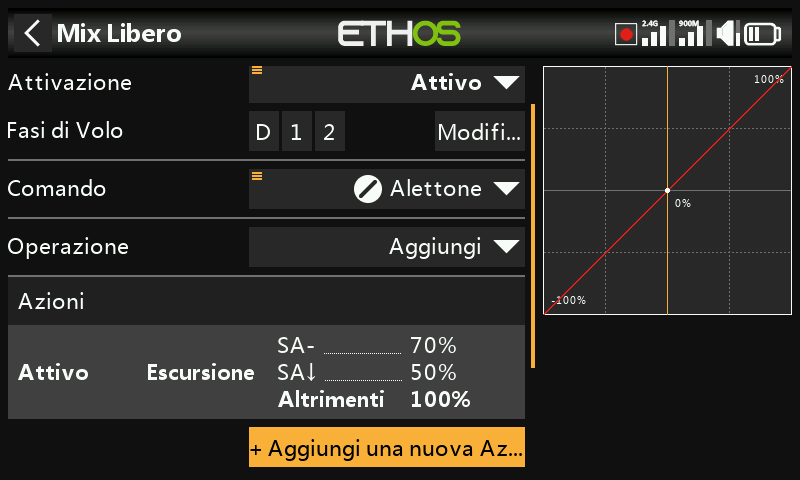 Mix Libero
ETHOS
2.4G
900M
Attivazione
Attivo
Fasi di Volo
D 1 2
Modifi...
Comando
Alettone
Operazione
Aggiungi
Azioni
Attivo
Escursione
SA- 70%
SA↓ 50%
Altrimenti 100%
+ Aggiungi una nuova Az...
100%
0%
-100%